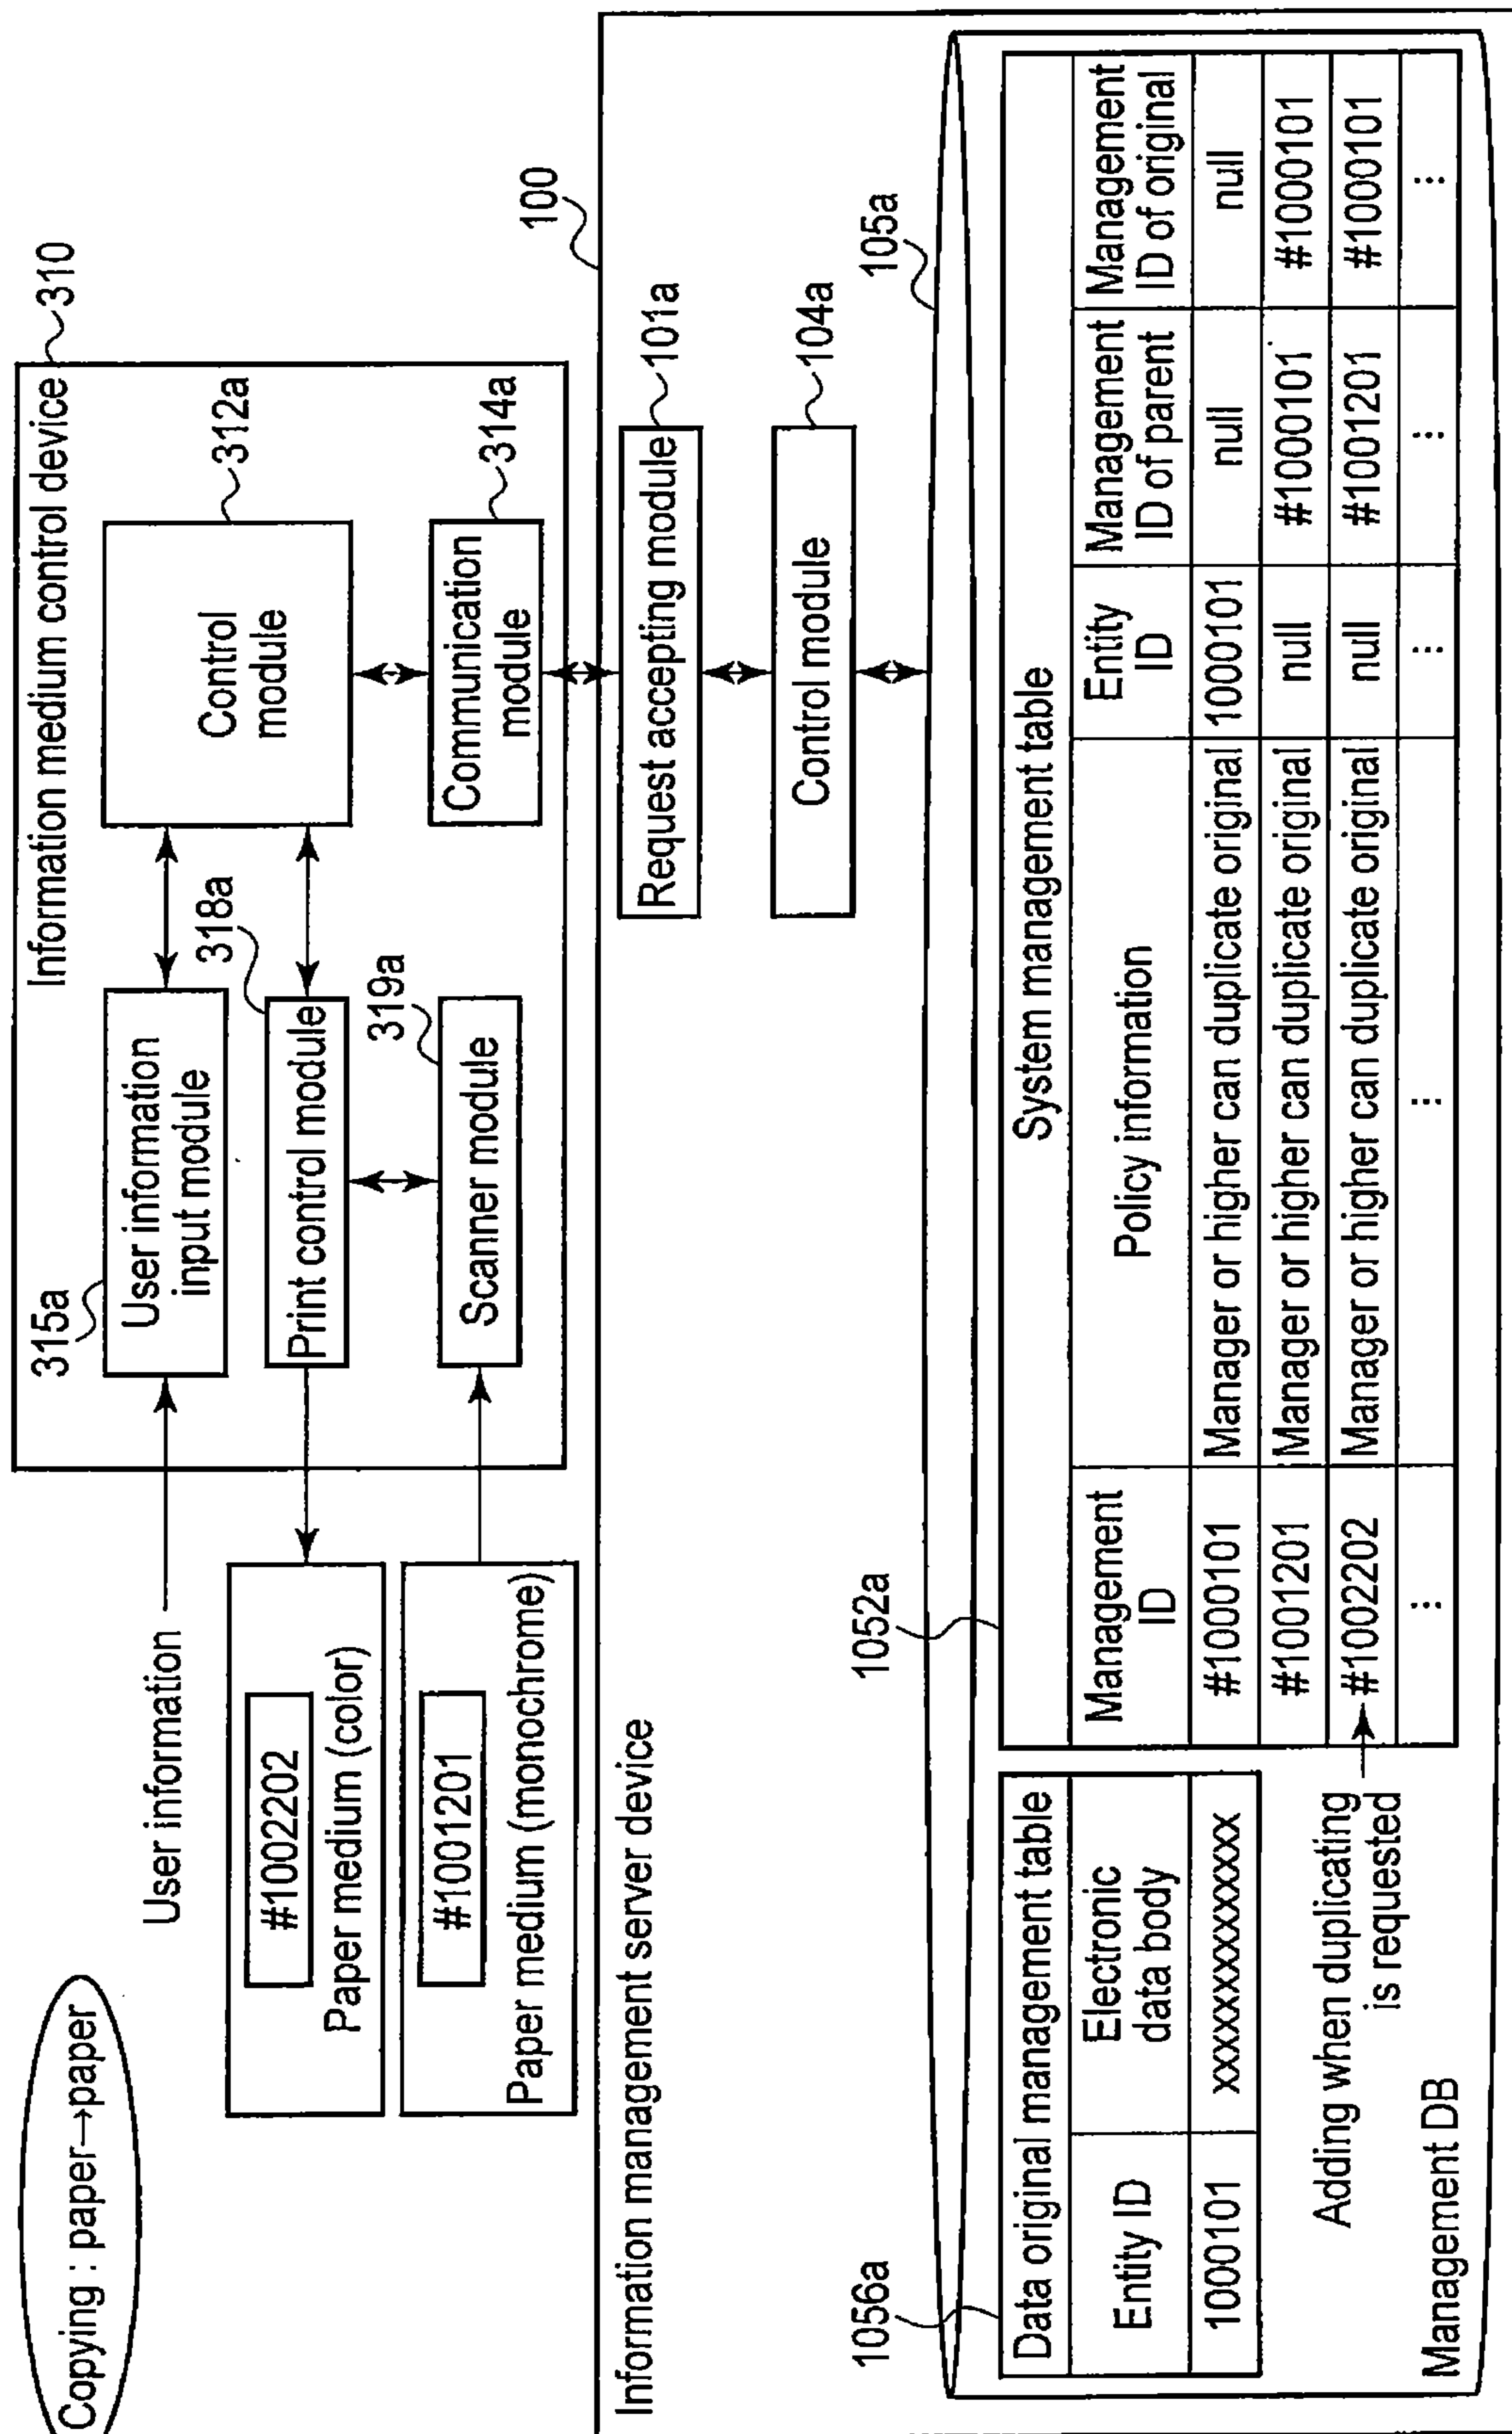 Copying : paper→paper
Information medium control device
310
User information
315a
User information
input module
Control
module
312a
318a
Print control module
319a
Scanner module
Communication
module
314a
#1002202
Paper medium (color)
#1001201
Paper medium (monochrome)
Information management server device
100
Request accepting module
101a
Control module
104a
105a
1056a
Data original management table
Entity ID
Electronic
data body
1000101
xxxxxxxxxxxx
Adding when duplicating
is requested
Management DB
1052a
System management table
Management
ID
Policy information
Entity
ID
Management
ID of parent
Management
ID of original
#1000101
Manager or higher can duplicate original
1000101
null
null
#1001201
Manager or higher can duplicate original
null
#1000101
#1000101
#1002202
Manager or higher can duplicate original
null
#1001201
#1000101
...
...
...
...
...